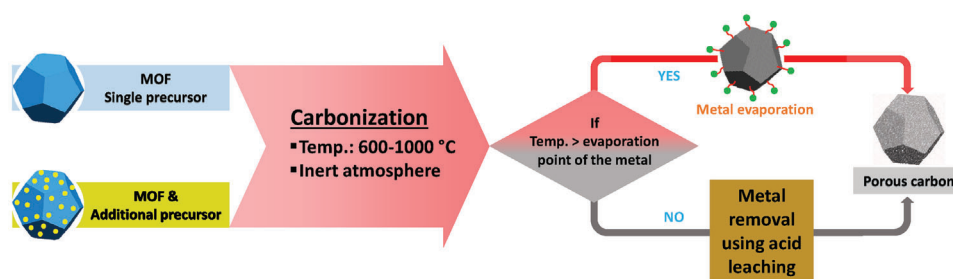 MOF
Single precursor
MOF &
Additional precursor
Carbonization
▪Temp.: 600-1000 °C
▪Inert atmosphere
If
Temp. > evaporation
point of the metal
YES
Metal evaporation
NO
Metal
removal
using acid
leaching
Porous carbon